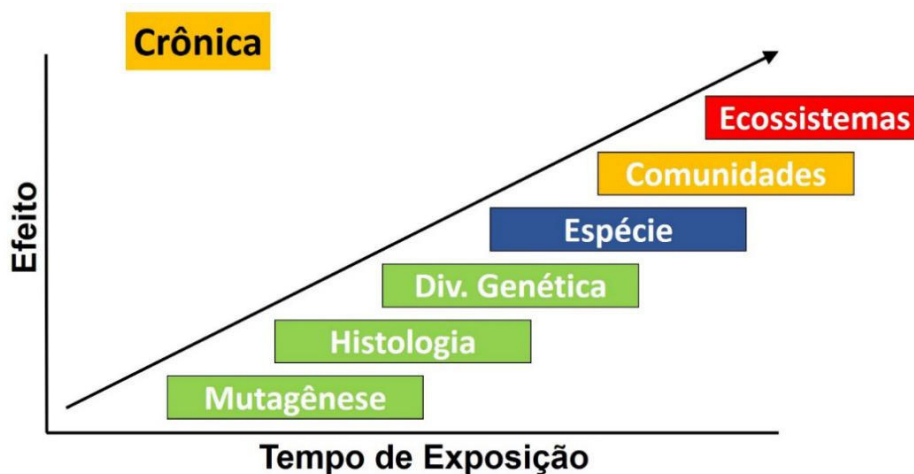 Crônica
Ecossistemas
Comunidades
Espécie
Div. Genética
Histologia
Mutagênese
Efeito
Tempo de Exposição